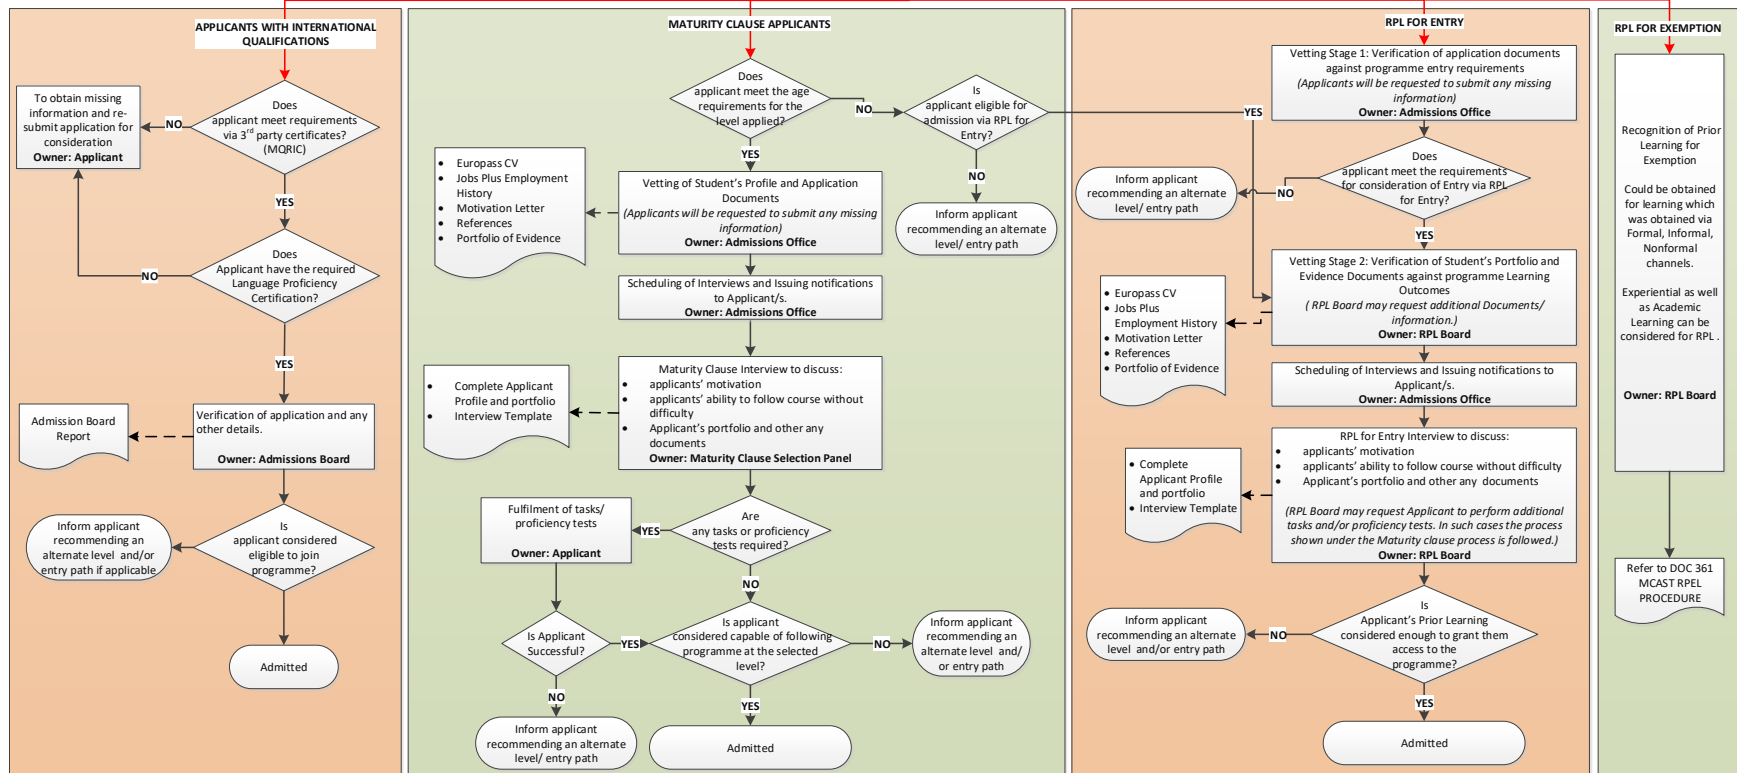 APPLICANTS WITH INTERNATIONAL
QUALIFICATIONS
Does
applicant meet requirements
via 3rd party certificates?
(MQRIC)
NO
To obtain missing
information and re-
submit application for
consideration
Owner: Applicant
YES
Does
Applicant have the required
Language Proficiency
Certification?
NO
YES
Verification of application and any
other details.
Owner: Admissions Board
Admission Board
Report
Is
applicant considered
eligible to join
programme?
Inform applicant
recommending an
alternate level and/or
entry path if applicable
Admitted
MATURITY CLAUSE APPLICANTS
Does
applicant meet the age
requirements for the
level applied?
NO
Is
applicant eligible for
admission via RPL for
Entry?
YES
NO
Inform applicant
recommending an alternate
level/ entry path
YES
Vetting of Student's Profile and Application
Documents
(Applicants will be requested to submit any missing
information)
Owner: Admissions Office
• Europass CV
• Jobs Plus Employment
History
• Motivation Letter
• References
• Portfolio of Evidence
Scheduling of Interviews and Issuing notifications
to Applicant/s.
Owner: Admissions Office
Maturity Clause Interview to discuss:
• applicants' motivation
• applicants' ability to follow course without
difficulty
• Applicant's portfolio and other any
documents
Owner: Maturity Clause Selection Panel
• Complete Applicant
Profile and portfolio
• Interview Template
Are
any tasks or proficiency
tests required?
YES
Fulfilment of tasks/
proficiency tests
Owner: Applicant
NO
Is Applicant
Successful?
YES
Is applicant
considered capable of following
programme at the selected
level?
NO
Inform applicant
recommending an
alternate level and/
or entry path
NO
Inform applicant
recommending an alternate
level/ entry path
YES
Admitted
RPL FOR ENTRY
Vetting Stage 1: Verification of application documents
against programme entry requirements
(Applicants will be requested to submit any missing
information)
Owner: Admissions Office
Does
applicant meet the requirements
for consideration of Entry via RPL
for Entry?
NO
Inform applicant
recommending an alternate
level/ entry path
YES
Vetting Stage 2: Verification of Student's Portfolio and
Evidence Documents against programme Learning
Outcomes
( RPL Board may request additional Documents/
information.)
Owner: RPL Board
• Europass CV
• Jobs Plus
Employment History
• Motivation Letter
• References
• Portfolio of Evidence
Scheduling of Interviews and Issuing notifications to
Applicant/s.
Owner: Admissions Office
RPL for Entry Interview to discuss:
• applicants' motivation
• applicants' ability to follow course without difficulty
• Applicant's portfolio and other any documents
(RPL Board may request Applicant to perform additional
tasks and/or proficiency tests. In such cases the process
shown under the Maturity clause process is followed.)
Owner: RPL Board
• Complete
Applicant Profile
and portfolio
• Interview Template
Is
Applicant's Prior Learning
considered enough to grant them
access to the
programme?
NO
Inform applicant
recommending an alternate
level and/or entry path
YES
Admitted
RPL FOR EXEMPTION
Recognition of Prior
Learning for
Exemption
Could be obtained
for learning which
was obtained via
Formal, Informal,
Nonformal
channels.
Experiential as well
as Academic
Learning can be
considered for RPL .
Owner: RPL Board
Refer to DOC 361
MCAST RPEL
PROCEDURE